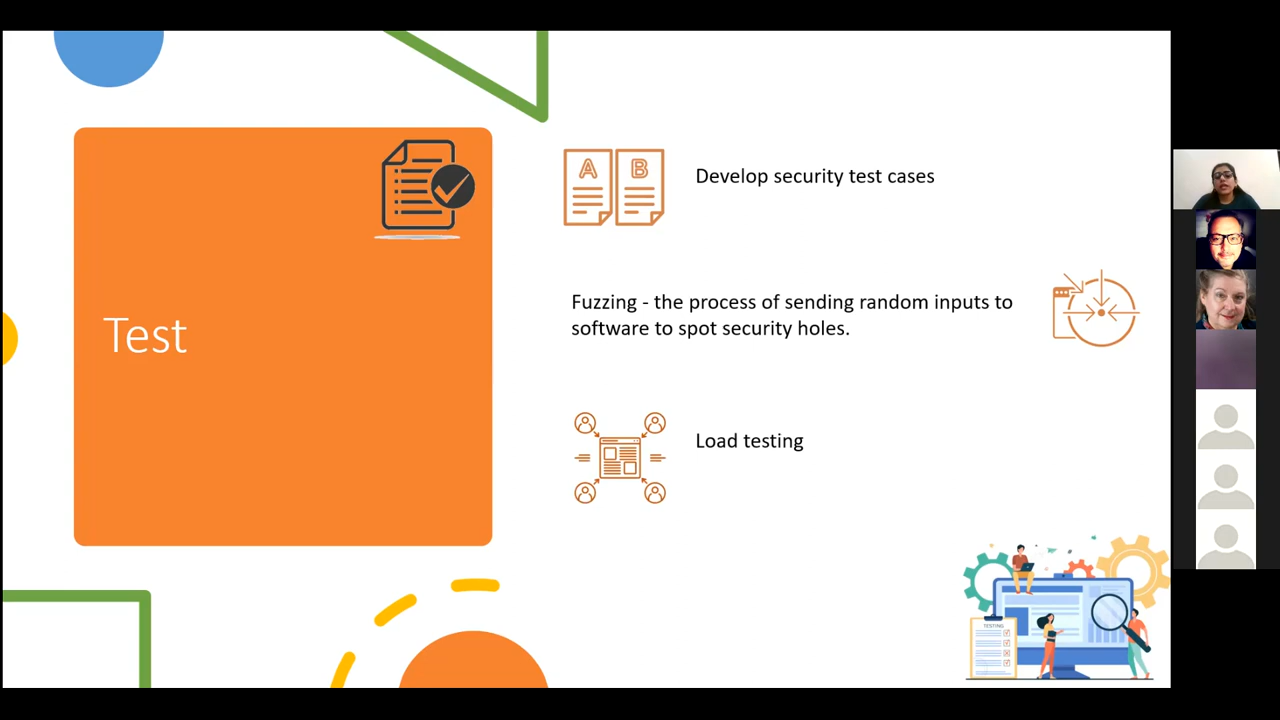 Test
A B
Develop security test cases
Fuzzing - the process of sending random inputs to
software to spot security holes.
Load testing
TESTING